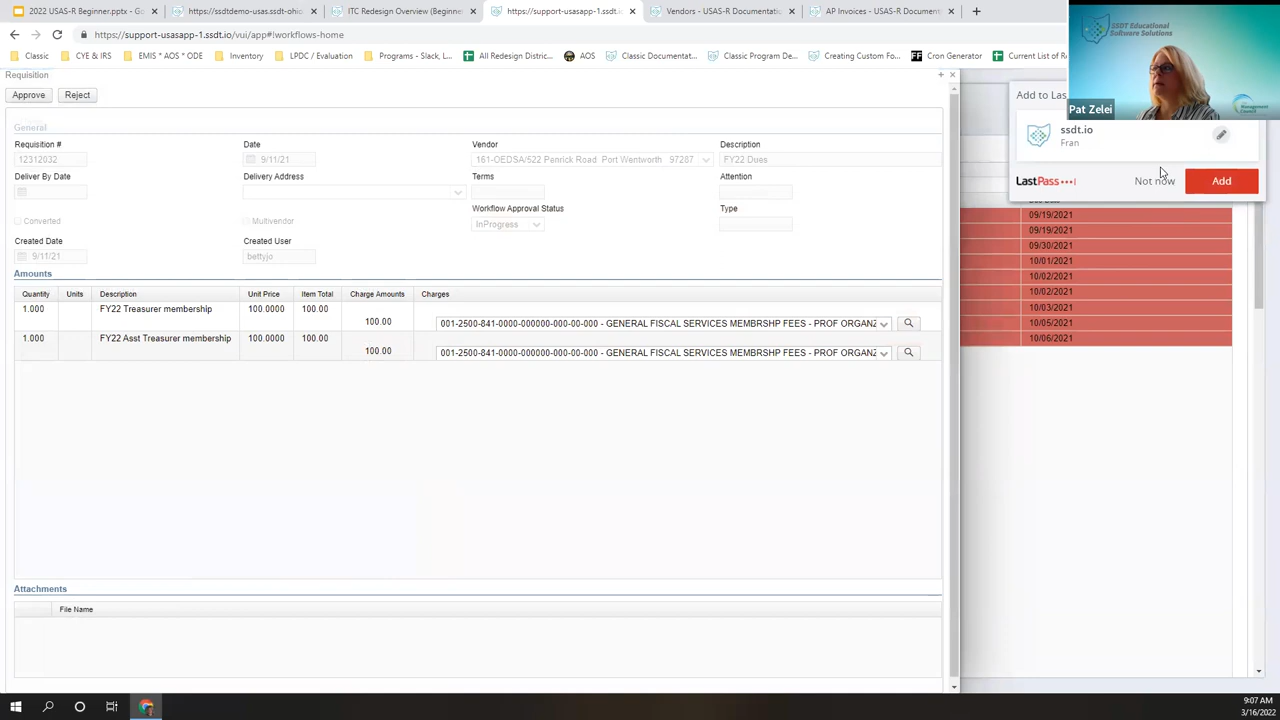 2022 USAS-R Beginner.pptx - Go
https://ssdtdemo-usas.ssdt-ohio
ITC Redesign Overview (Beginne
https://support-usasapp-1.ssdt.i
Vendors - USAS-R Documentatio
AP Invoices - USAS-R Document
https://support-usasapp-1.ssdt.io/vui/app#!workflows-home
Classic
CYE & IRS
EMIS * ODE
Inventory
LPDC / Evaluation
Programs - Slack, L...
All Redesign Distric...
AOS
Classic Documentat...
Classic Program De...
Creating Custom Fo...
Cron Generator
Current List of R
SSDT Educational
Software Solutions
Management
Council
Pat Zelei
Requisition
Approve
Reject
Add to Las
ssdt.io
Fran
LastPass
Not now
Add
General
Requisition #
Date
Vendor
Description
12312032
9/11/21
161-OEDSA/522 Penrick Road Port Wentworth 97287
FY22 Dues
Deliver By Date
Delivery Address
Terms
Attention
Workflow Approval Status
Type
Converted
Multivendor
InProgress
Created Date
Created User
9/11/21
bettyjo
Amounts
Quantity
Units
Description
Unit Price
Item Total
Charge Amounts
Charges
1.000
FY22 Treasurer membership
100.0000
100.00
100.00
001-2500-841-0000-000000-000-00-000 - GENERAL FISCAL SERVICES MEMBRSHP FEES - PROF ORGANZ
1.000
FY22 Asst Treasurer membership
100.0000
100.00
100.00
001-2500-841-0000-000000-000-00-000 - GENERAL FISCAL SERVICES MEMBRSHP FEES - PROF ORGANZ
09/19/2021
09/19/2021
09/30/2021
10/01/2021
10/02/2021
10/02/2021
10/03/2021
10/05/2021
10/06/2021
Attachments
File Name
9:07 AM
3/16/2022